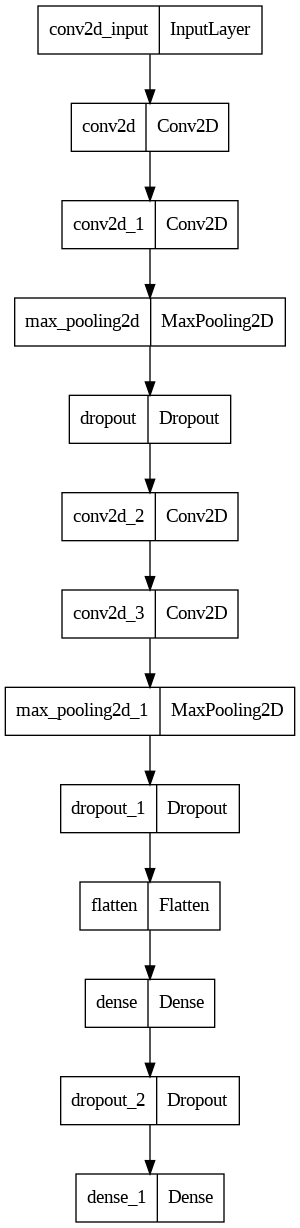 conv2d_input InputLayer
conv2d Conv2D
conv2d_1 Conv2D
max_pooling2d MaxPooling2D
dropout Dropout
conv2d_2 Conv2D
conv2d_3 Conv2D
max_pooling2d_1 MaxPooling2D
dropout_1 Dropout
flatten Flatten
dense Dense
dropout_2 Dropout
dense_1 Dense